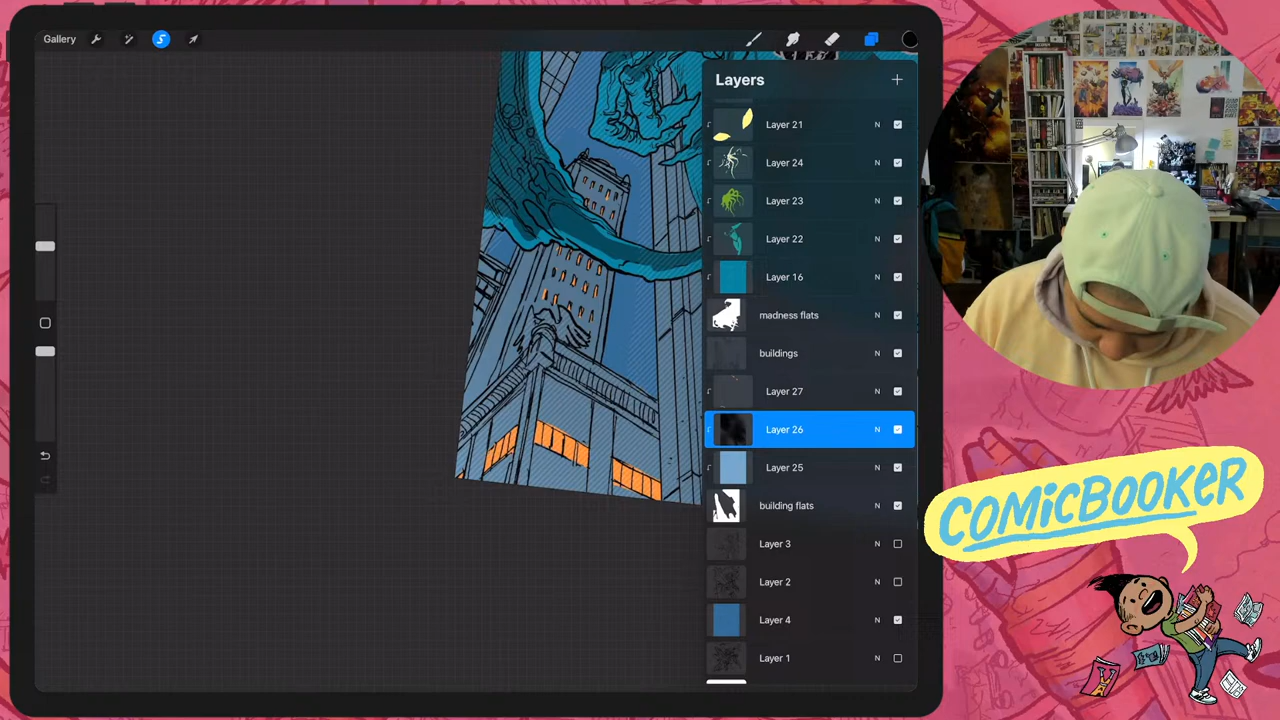 Gallery
Layers
Layer 21 N
Layer 24 N
Layer 23 N
Layer 22 N
Layer 16 N
madness flats N
buildings N
Layer 27 N
Layer 26 N
Layer 25 N
building flats N
Layer 3 N
Layer 2 N
Layer 4 N
Layer 1 N
COMICBOOKER